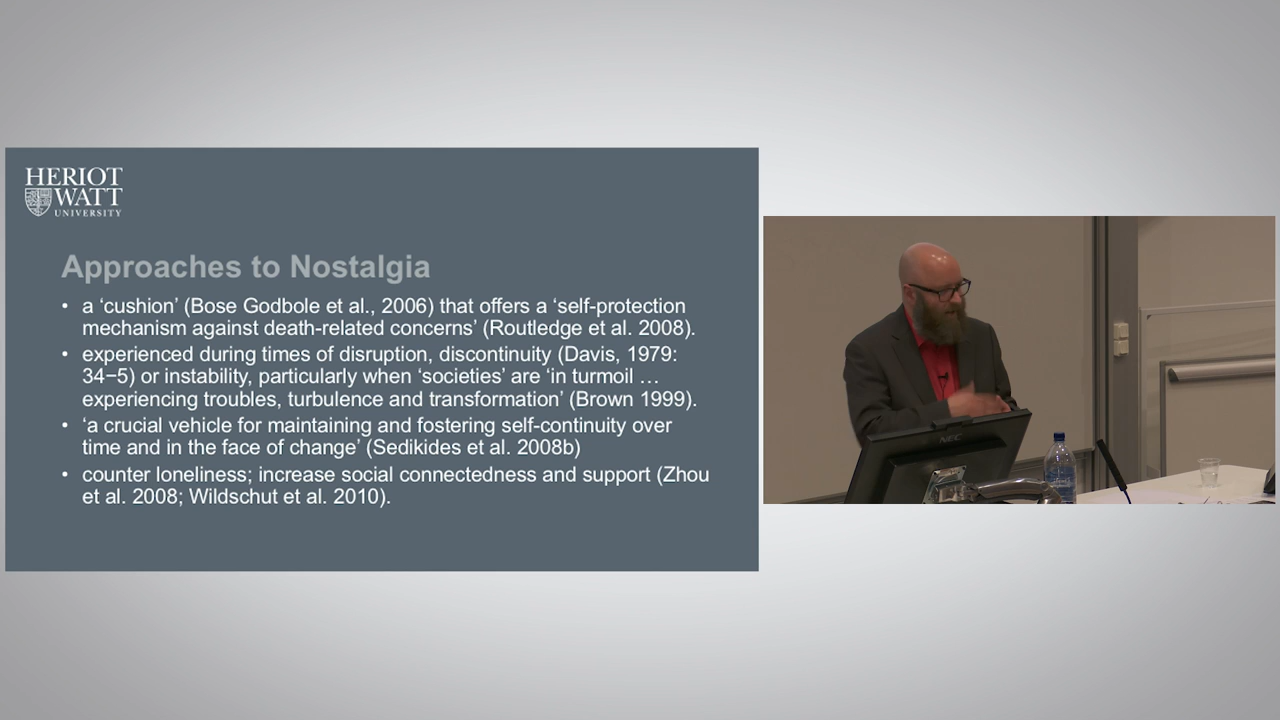 HERIOT
WATT
UNIVERSITY
Approaches to Nostalgia
• a ‘cushion’ (Bose Godbole et al., 2006) that offers a ‘self-protection
mechanism against death-related concerns’ (Routledge et al. 2008).
• experienced during times of disruption, discontinuity (Davis, 1979:
34−5) or instability, particularly when ‘societies’ are ‘in turmoil …
experiencing troubles, turbulence and transformation’ (Brown 1999).
• ‘a crucial vehicle for maintaining and fostering self-continuity over
time and in the face of change’ (Sedikides et al. 2008b)
• counter loneliness; increase social connectedness and support (Zhou
et al. 2008; Wildschut et al. 2010).
NEC